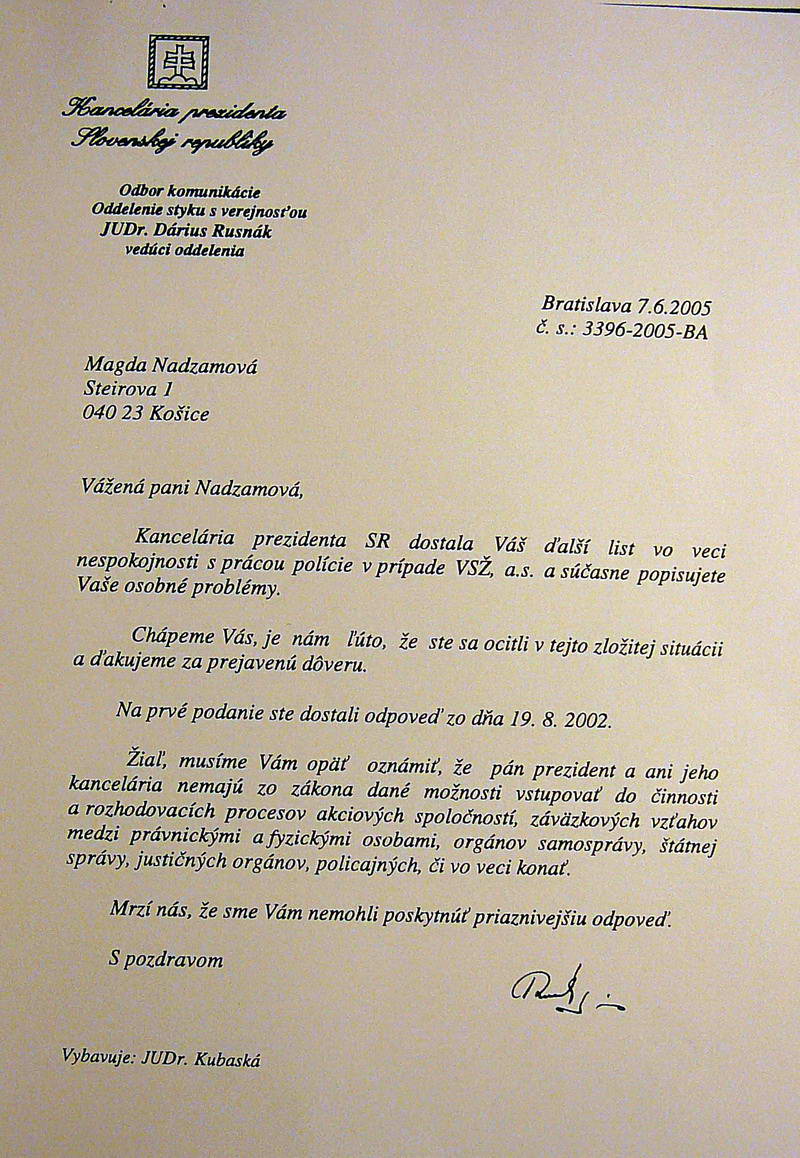 Kancelária prezidenta
Slovenskej republiky
Odbor komunikácie
Oddelenie styku s verejnosťou
JUDr. Dárius Rusnák
vedúci oddelenia
Bratislava 7.6.2005
č. s.: 3396-2005-BA
Magda Nadzamová
Steirova 1
040 23 Košice
Vážená pani Nadzamová,
Kancelária prezidenta SR dostala Váš ďalší list vo veci
nespokojnosti s prácou polície v prípade VSŽ, a.s. a súčasne popisujete
Vaše osobné problémy.
Chápeme Vás, je nám ľúto, že ste sa ocitli v tejto zložitej situácii
a ďakujeme za prejavenú dôveru.
Na prvé podanie ste dostali odpoveď zo dňa 19. 8. 2002.
Žiaľ, musíme Vám opäť oznámiť, že pán prezident a ani jeho
kancelária nemajú zo zákona dané možnosti vstupovať do činnosti
a rozhodovacích procesov akciových spoločností, záväzkových vzťahov
medzi právnickými a fyzickými osobami, orgánov samosprávy, štátnej
správy, justičných orgánov, policajných, či vo veci konať.
Mrzí nás, že sme Vám nemohli poskytnúť priaznivejšiu odpoveď.
S pozdravom
Vybavuje: JUDr. Kubaská